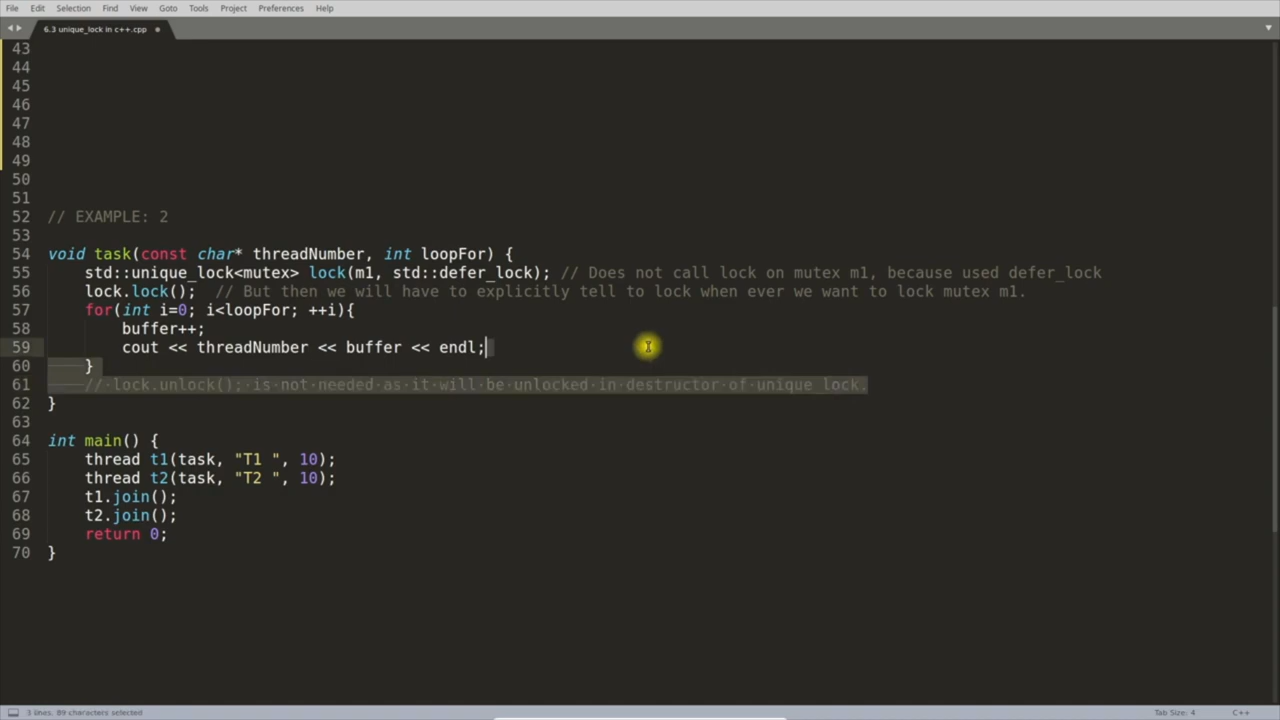 File Edit Selection Find View Goto Tools Project Preferences Help
6.3 unique_lock in c++.cpp
43
44
45
46
47
48
49
50
51
52 // EXAMPLE: 2
53
54 void task(const char* threadNumber, int loopFor) {
55 std::unique_lock<mutex> lock(m1, std::defer_lock); // Does not call lock on mutex m1, because used defer_lock
56 lock.lock(); // But then we will have to explicitly tell to lock when ever we want to lock mutex m1.
57 for(int i=0; i<loopFor; ++i){
58 buffer++;
59 cout << threadNumber << buffer << endl;
60 }
61 // lock.unlock(); is not needed as it will be unlocked in destructor of unique_lock.
62 }
63
64 int main() {
65 thread t1(task, "T1 ", 10);
66 thread t2(task, "T2 ", 10);
67 t1.join();
68 t2.join();
69 return 0;
70 }
3 lines, 89 characters selected Tab Size: 4 C++